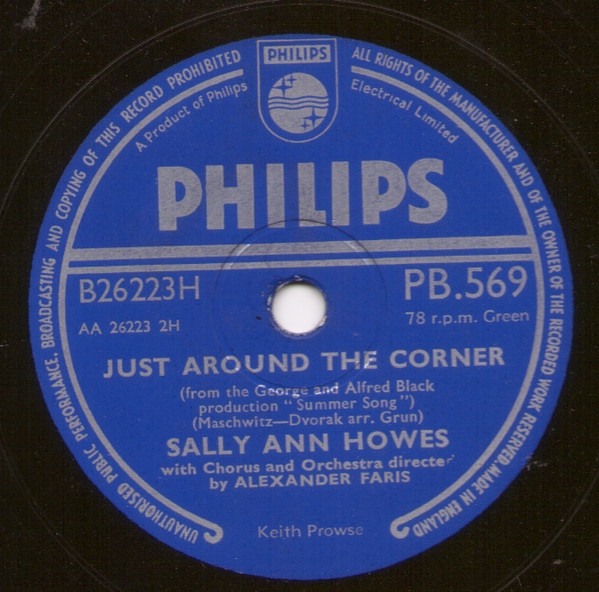 PHILIPS
UNAUTHORISED PUBLIC PERFORMANCE, BROADCASTING AND COPYING OF THIS RECORD PROHIBITED
ALL RIGHTS OF THE MANUFACTURER AND OF THE OWNER OF THE RECORDED WORK RESERVED. MADE IN ENGLAND
A Product of Philips
Electrical Limited
PHILIPS
B26223H
PB.569
AA 26223 2H
78 r.p.m. Green
JUST AROUND THE CORNER
(from the George and Alfred Black
production "Summer Song")
(Maschwitz—Dvorak arr. Grun)
SALLY ANN HOWES
with Chorus and Orchestra directed
by ALEXANDER FARIS
Keith Prowse